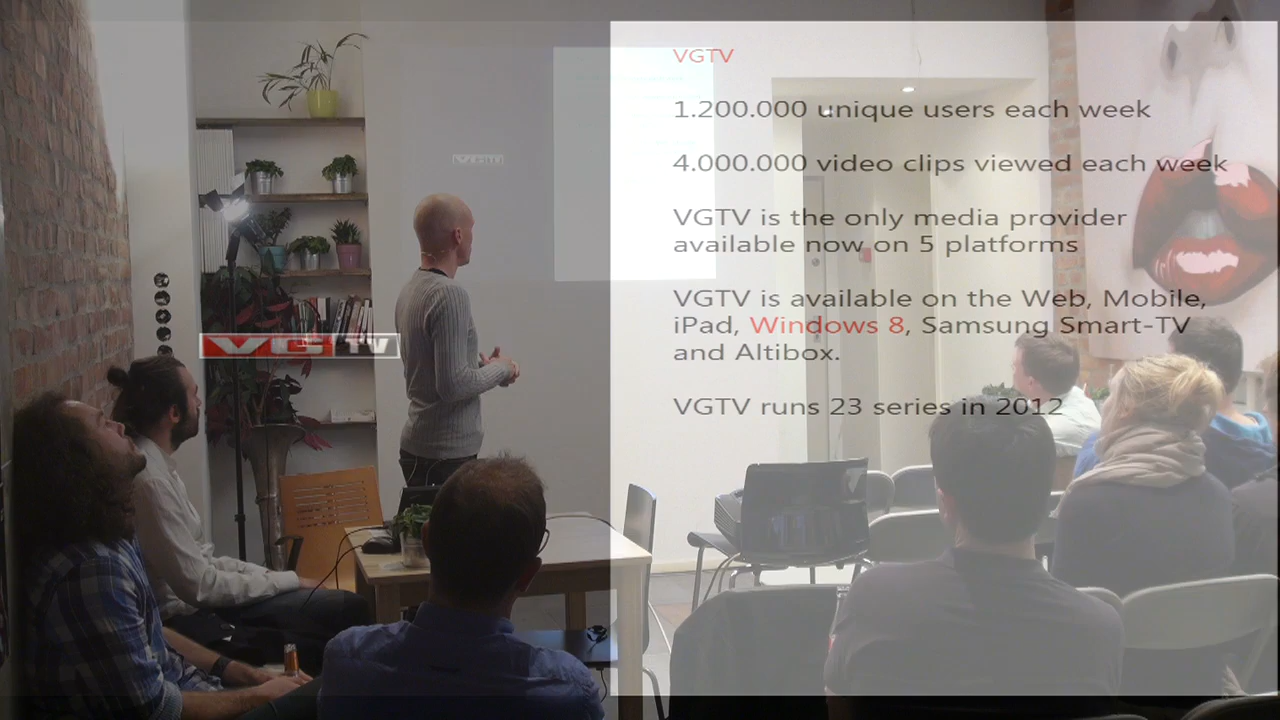 VGTV
1.200.000 unique users each week
4.000.000 video clips viewed each week
VGTV is the only media provider
available now on 5 platforms
VGTV is available on the Web, Mobile,
iPad, Windows 8, Samsung Smart-TV
and Altibox.
VGTV runs 23 series in 2012
VG TV